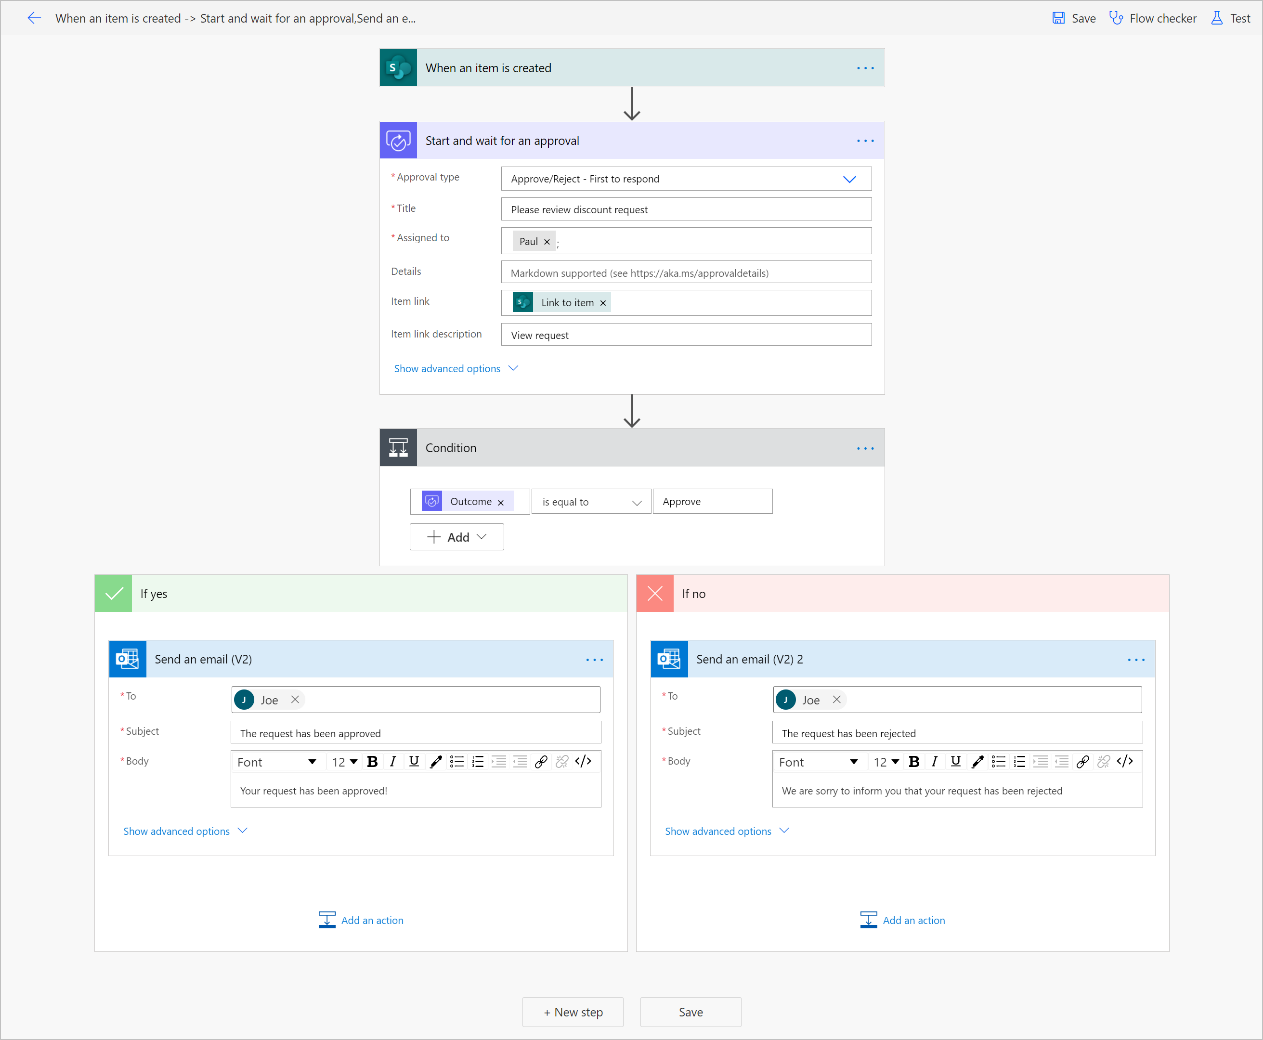 When an item is created -> Start and wait for an approval,Send an e...
Save
Flow checker
Test
When an item is created
Start and wait for an approval
* Approval type
Approve/Reject - First to respond
* Title
Please review discount request
* Assigned to
Paul × ;
Details
Markdown supported (see https://aka.ms/approvaldetails)
Item link
Link to item ×
Item link description
View request
Show advanced options
Condition
Outcome ×
is equal to
Approve
+ Add
If yes
Send an email (V2)
* To
J Joe ×
* Subject
The request has been approved
* Body
Font 12 B I U </>
Your request has been approved!
Show advanced options
Add an action
If no
Send an email (V2) 2
* To
J Joe ×
* Subject
The request has been rejected
* Body
Font 12 B I U </>
We are sorry to inform you that your request has been rejected
Show advanced options
Add an action
+ New step
Save